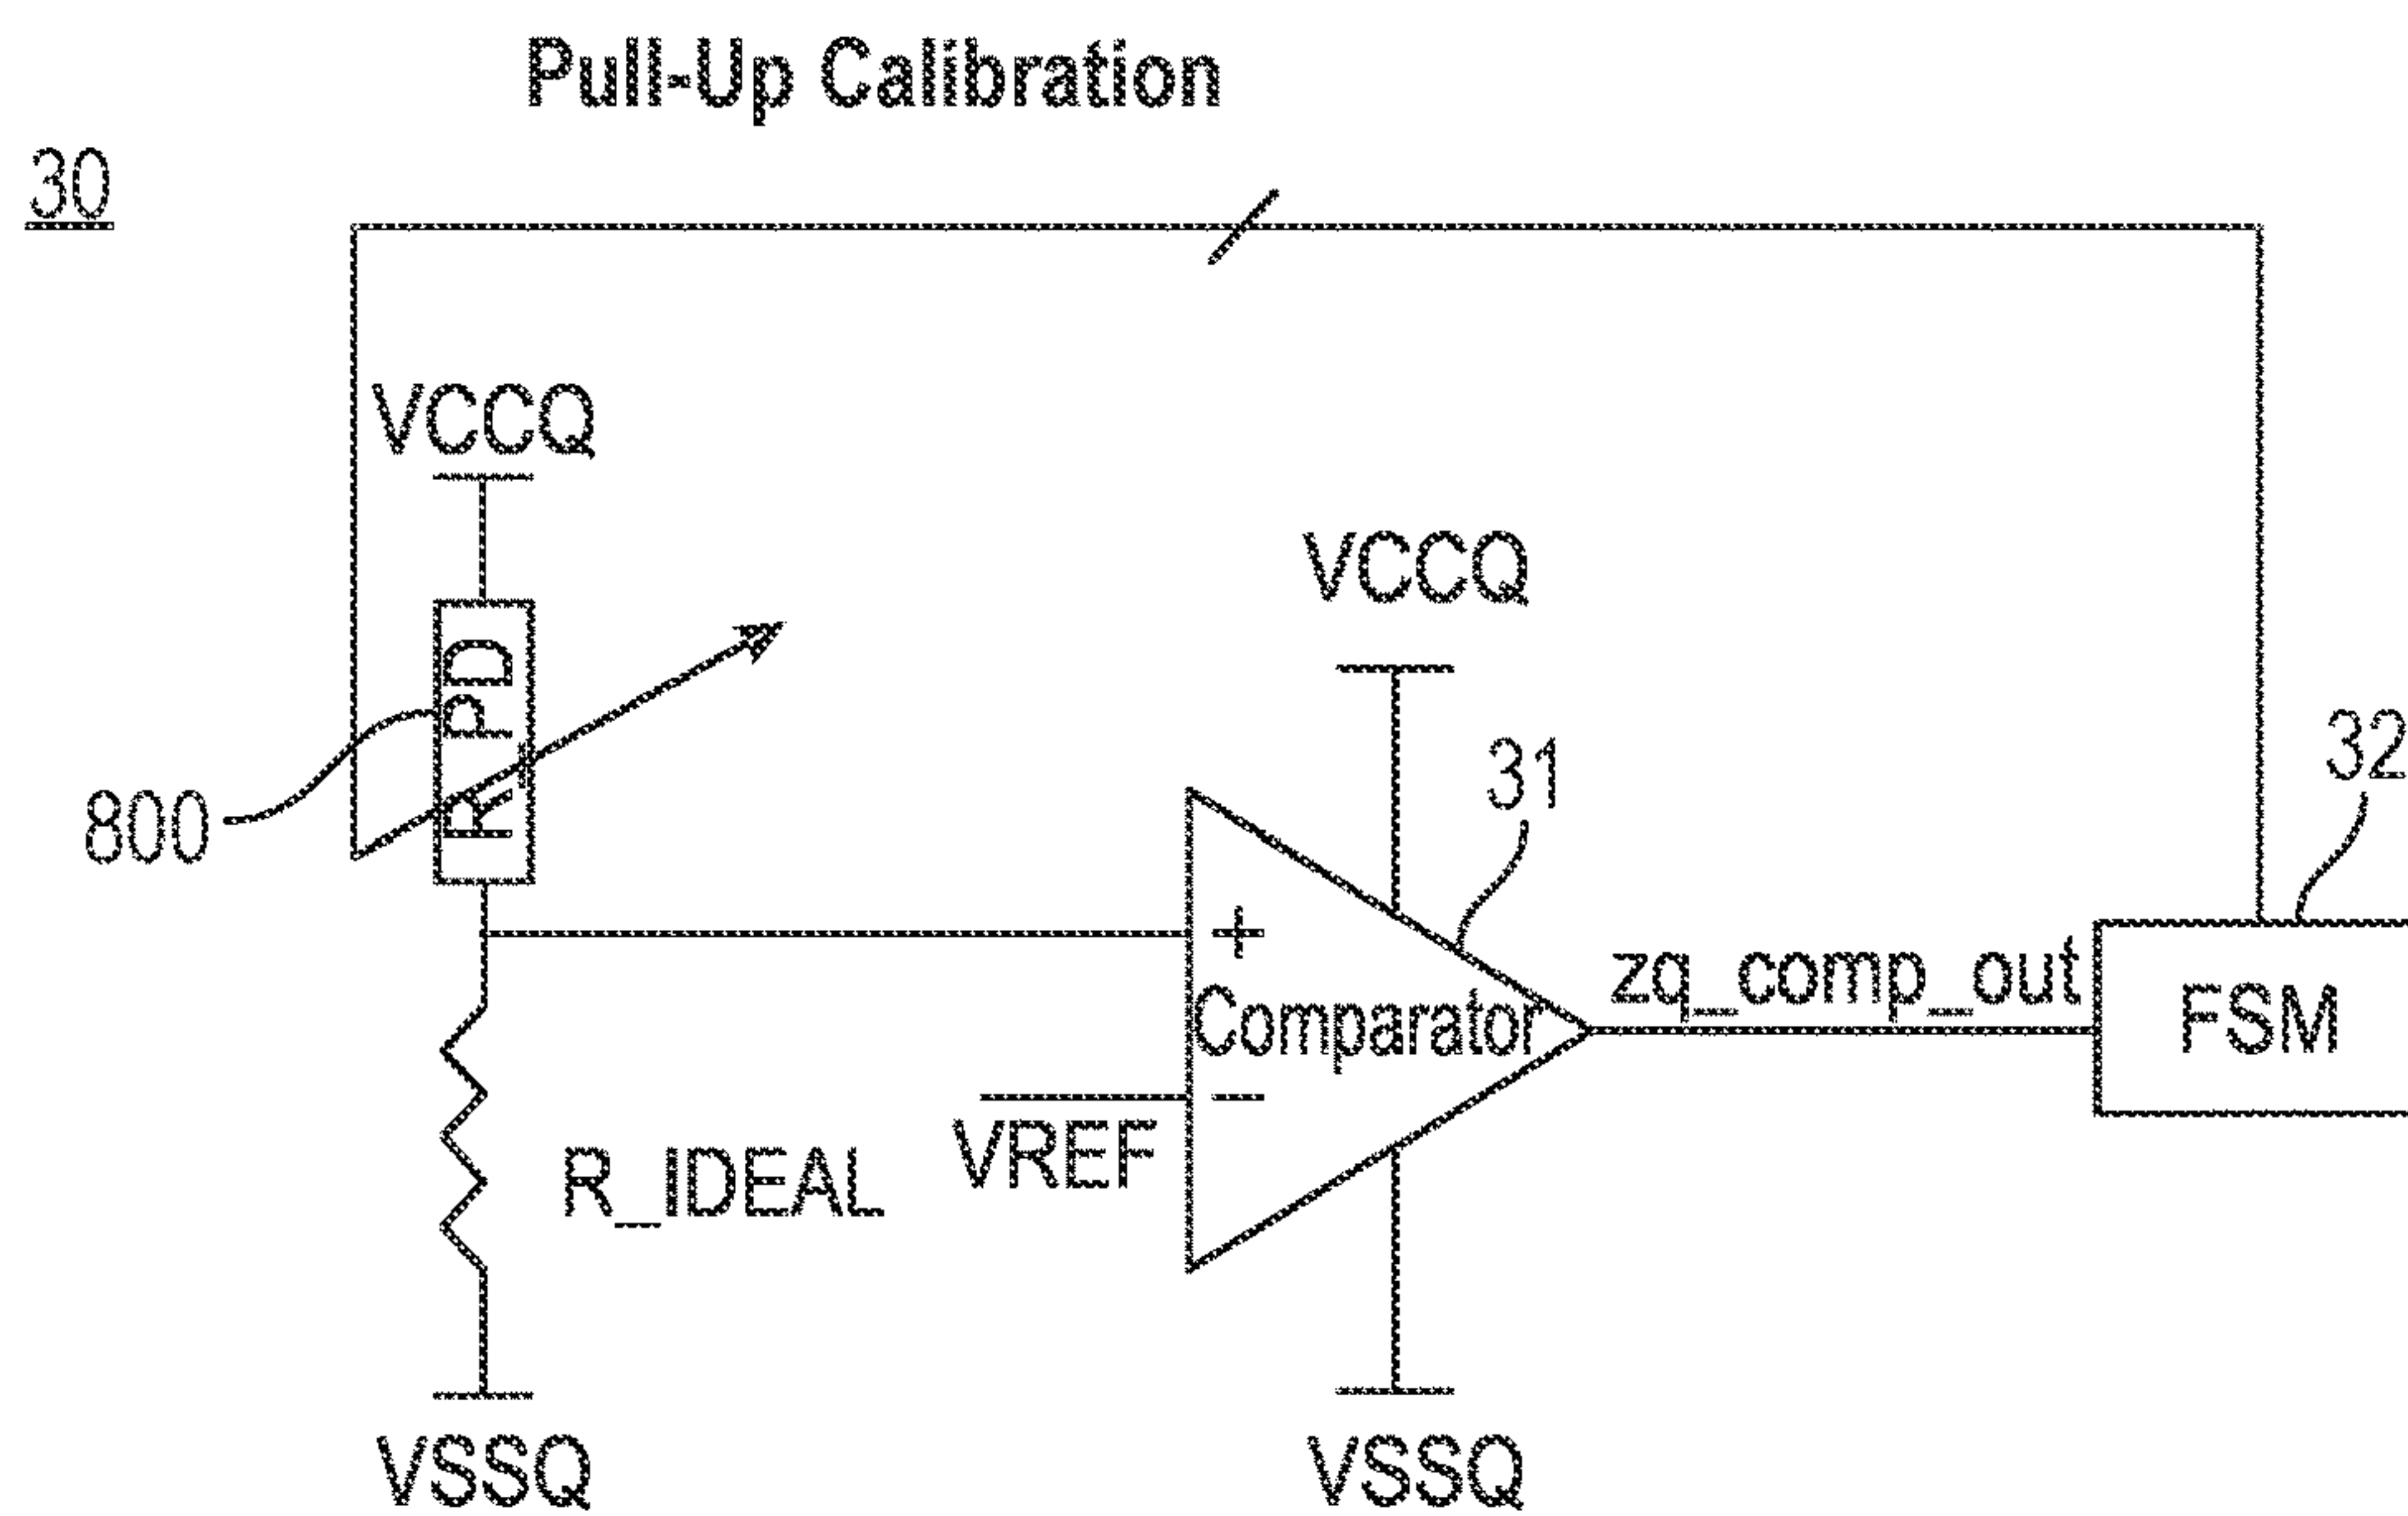 Pull-Up Calibration
30
VCCQ
VCCQ
R_PD
800
31
32
+
Comparator
zq_comp_out
FSM
-
VREF
R_IDEAL
VSSQ
VSSQ